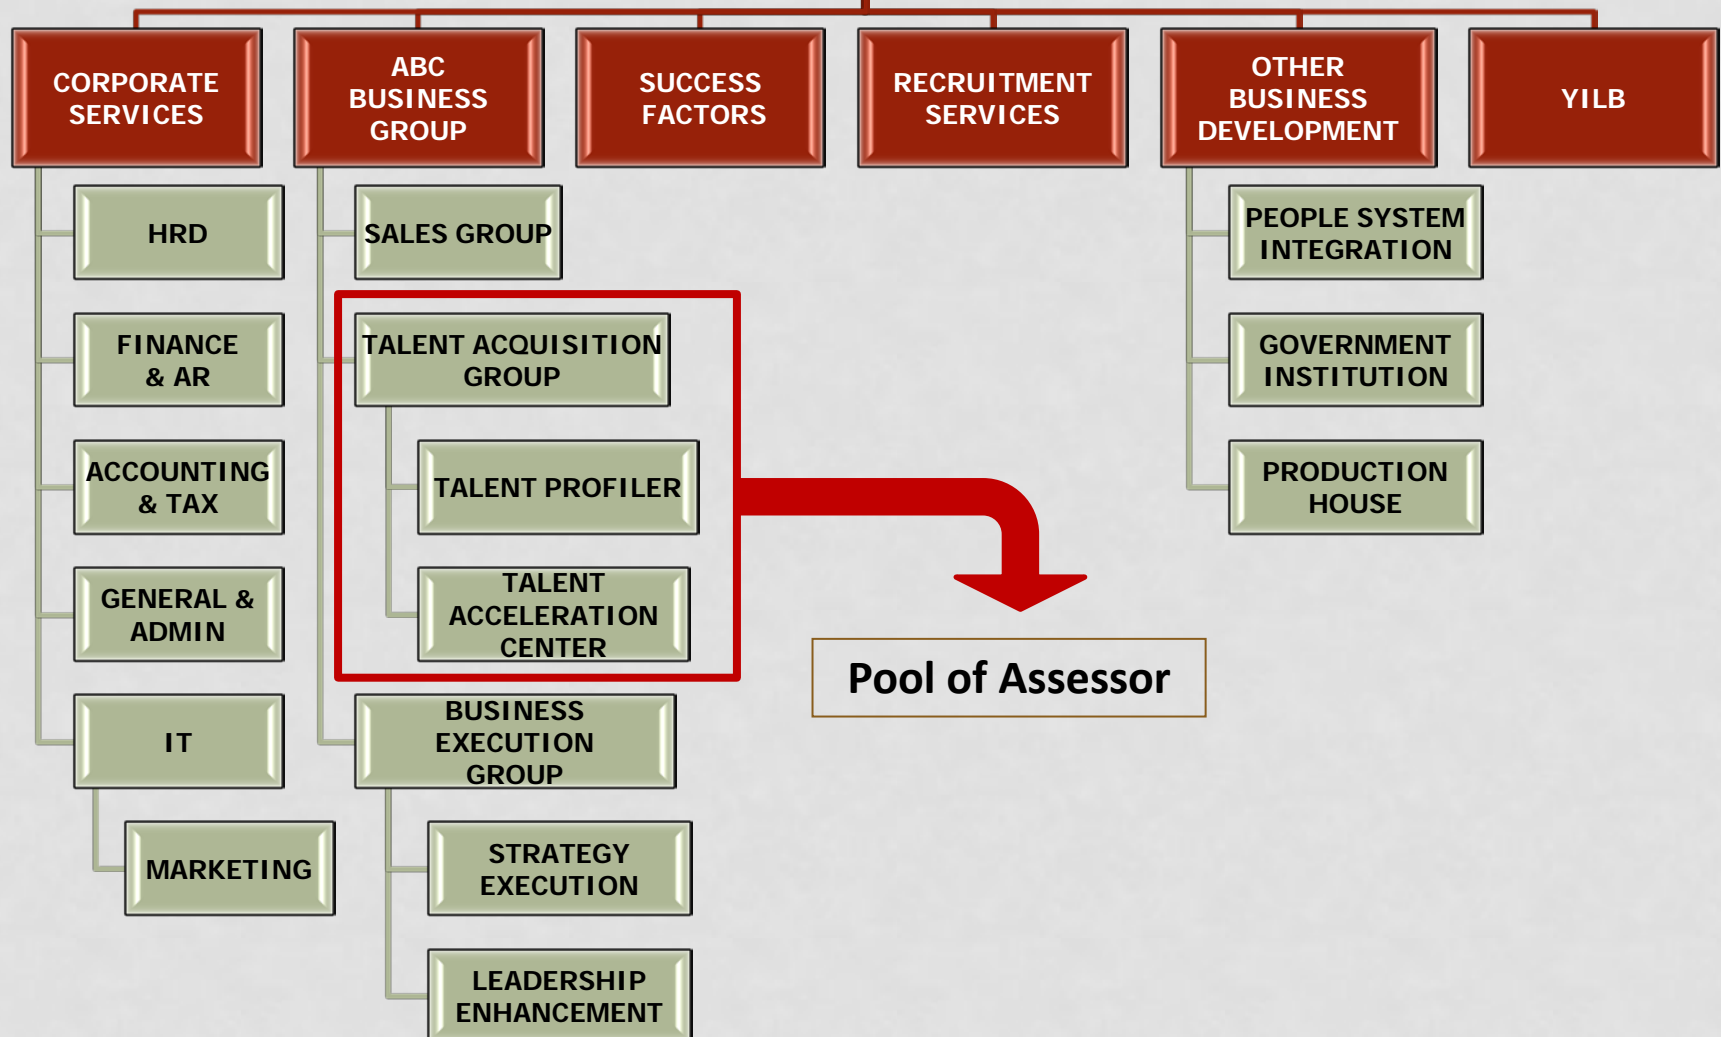 CORPORATE
SERVICES
ABC
BUSINESS
GROUP
SUCCESS
FACTORS
RECRUITMENT
SERVICES
OTHER
BUSINESS
DEVELOPMENT
YILB
HRD
FINANCE
& AR
ACCOUNTING
& TAX
GENERAL &
ADMIN
IT
MARKETING
SALES GROUP
TALENT ACQUISITION
GROUP
TALENT PROFILER
TALENT
ACCELERATION
CENTER
BUSINESS
EXECUTION
GROUP
STRATEGY
EXECUTION
LEADERSHIP
ENHANCEMENT
PEOPLE SYSTEM
INTEGRATION
GOVERNMENT
INSTITUTION
PRODUCTION
HOUSE
Pool of Assessor